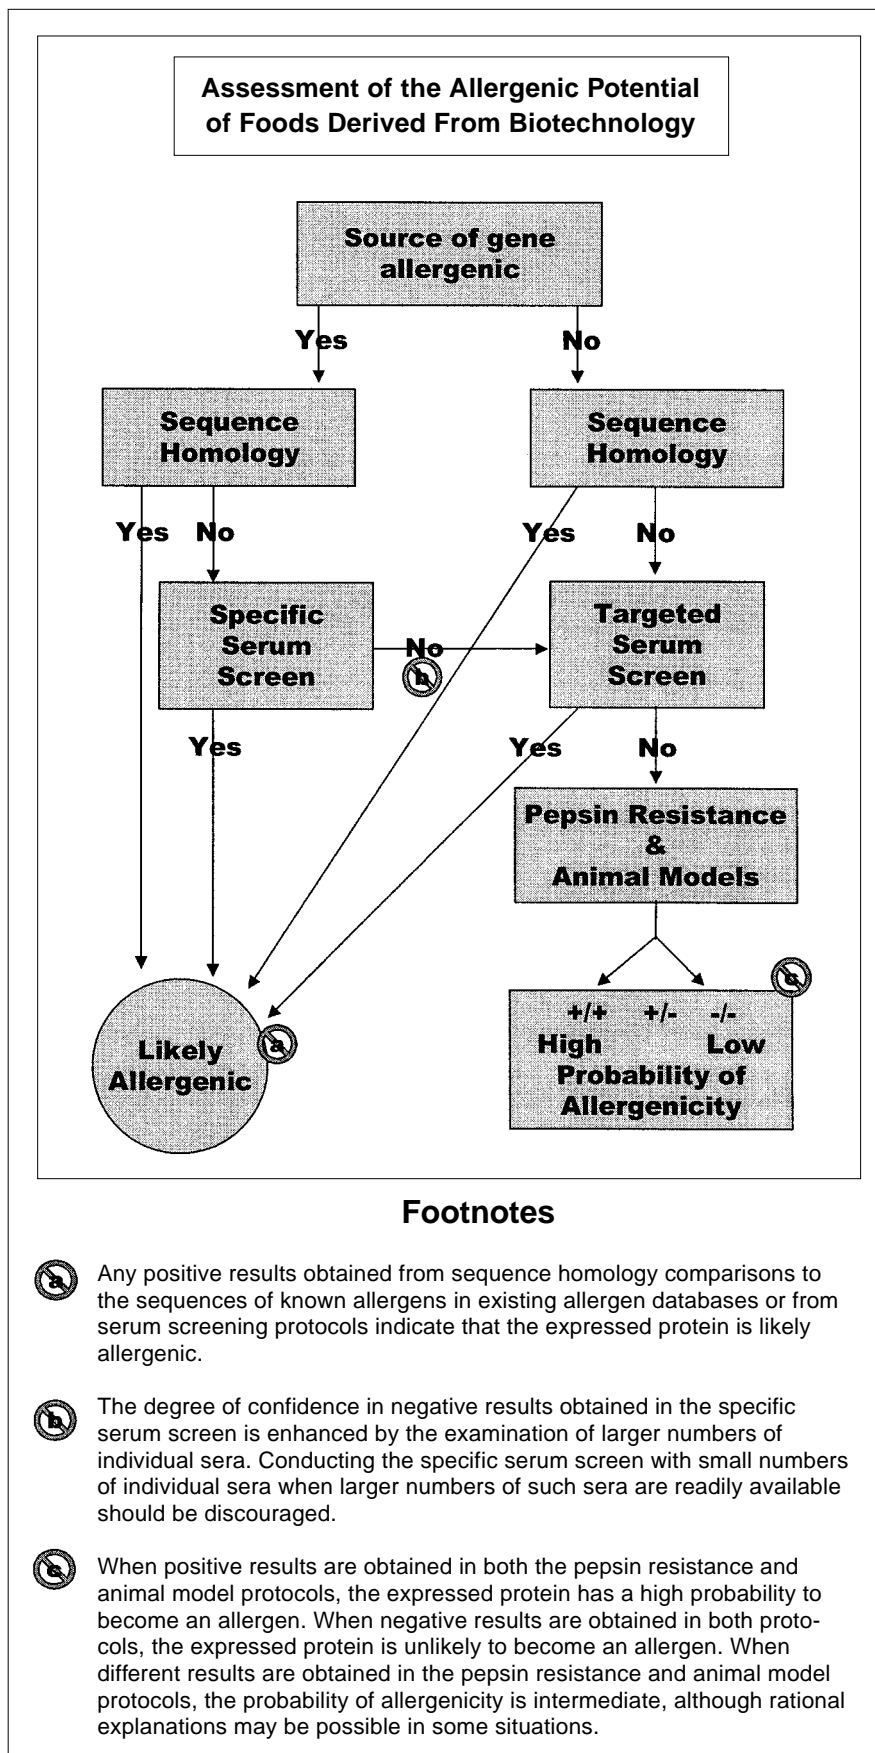 Assessment of the Allergenic Potential
of Foods Derived From Biotechnology
Source of gene
allergenic
Yes
No
Sequence
Homology
Sequence
Homology
Yes
No
Yes
No
Specific
Serum
Screen
No
b
Targeted
Serum
Screen
Yes
Yes
No
Pepsin Resistance
&
Animal Models
Likely
Allergenic
a
c
+/+ +/- -/-
High Low
Probability of
Allergenicity
Footnotes
a Any positive results obtained from sequence homology comparisons to
the sequences of known allergens in existing allergen databases or from
serum screening protocols indicate that the expressed protein is likely
allergenic.
b The degree of confidence in negative results obtained in the specific
serum screen is enhanced by the examination of larger numbers of
individual sera. Conducting the specific serum screen with small numbers
of individual sera when larger numbers of such sera are readily available
should be discouraged.
c When positive results are obtained in both the pepsin resistance and
animal model protocols, the expressed protein has a high probability to
become an allergen. When negative results are obtained in both proto-
cols, the expressed protein is unlikely to become an allergen. When
different results are obtained in the pepsin resistance and animal model
protocols, the probability of allergenicity is intermediate, although rational
explanations may be possible in some situations.